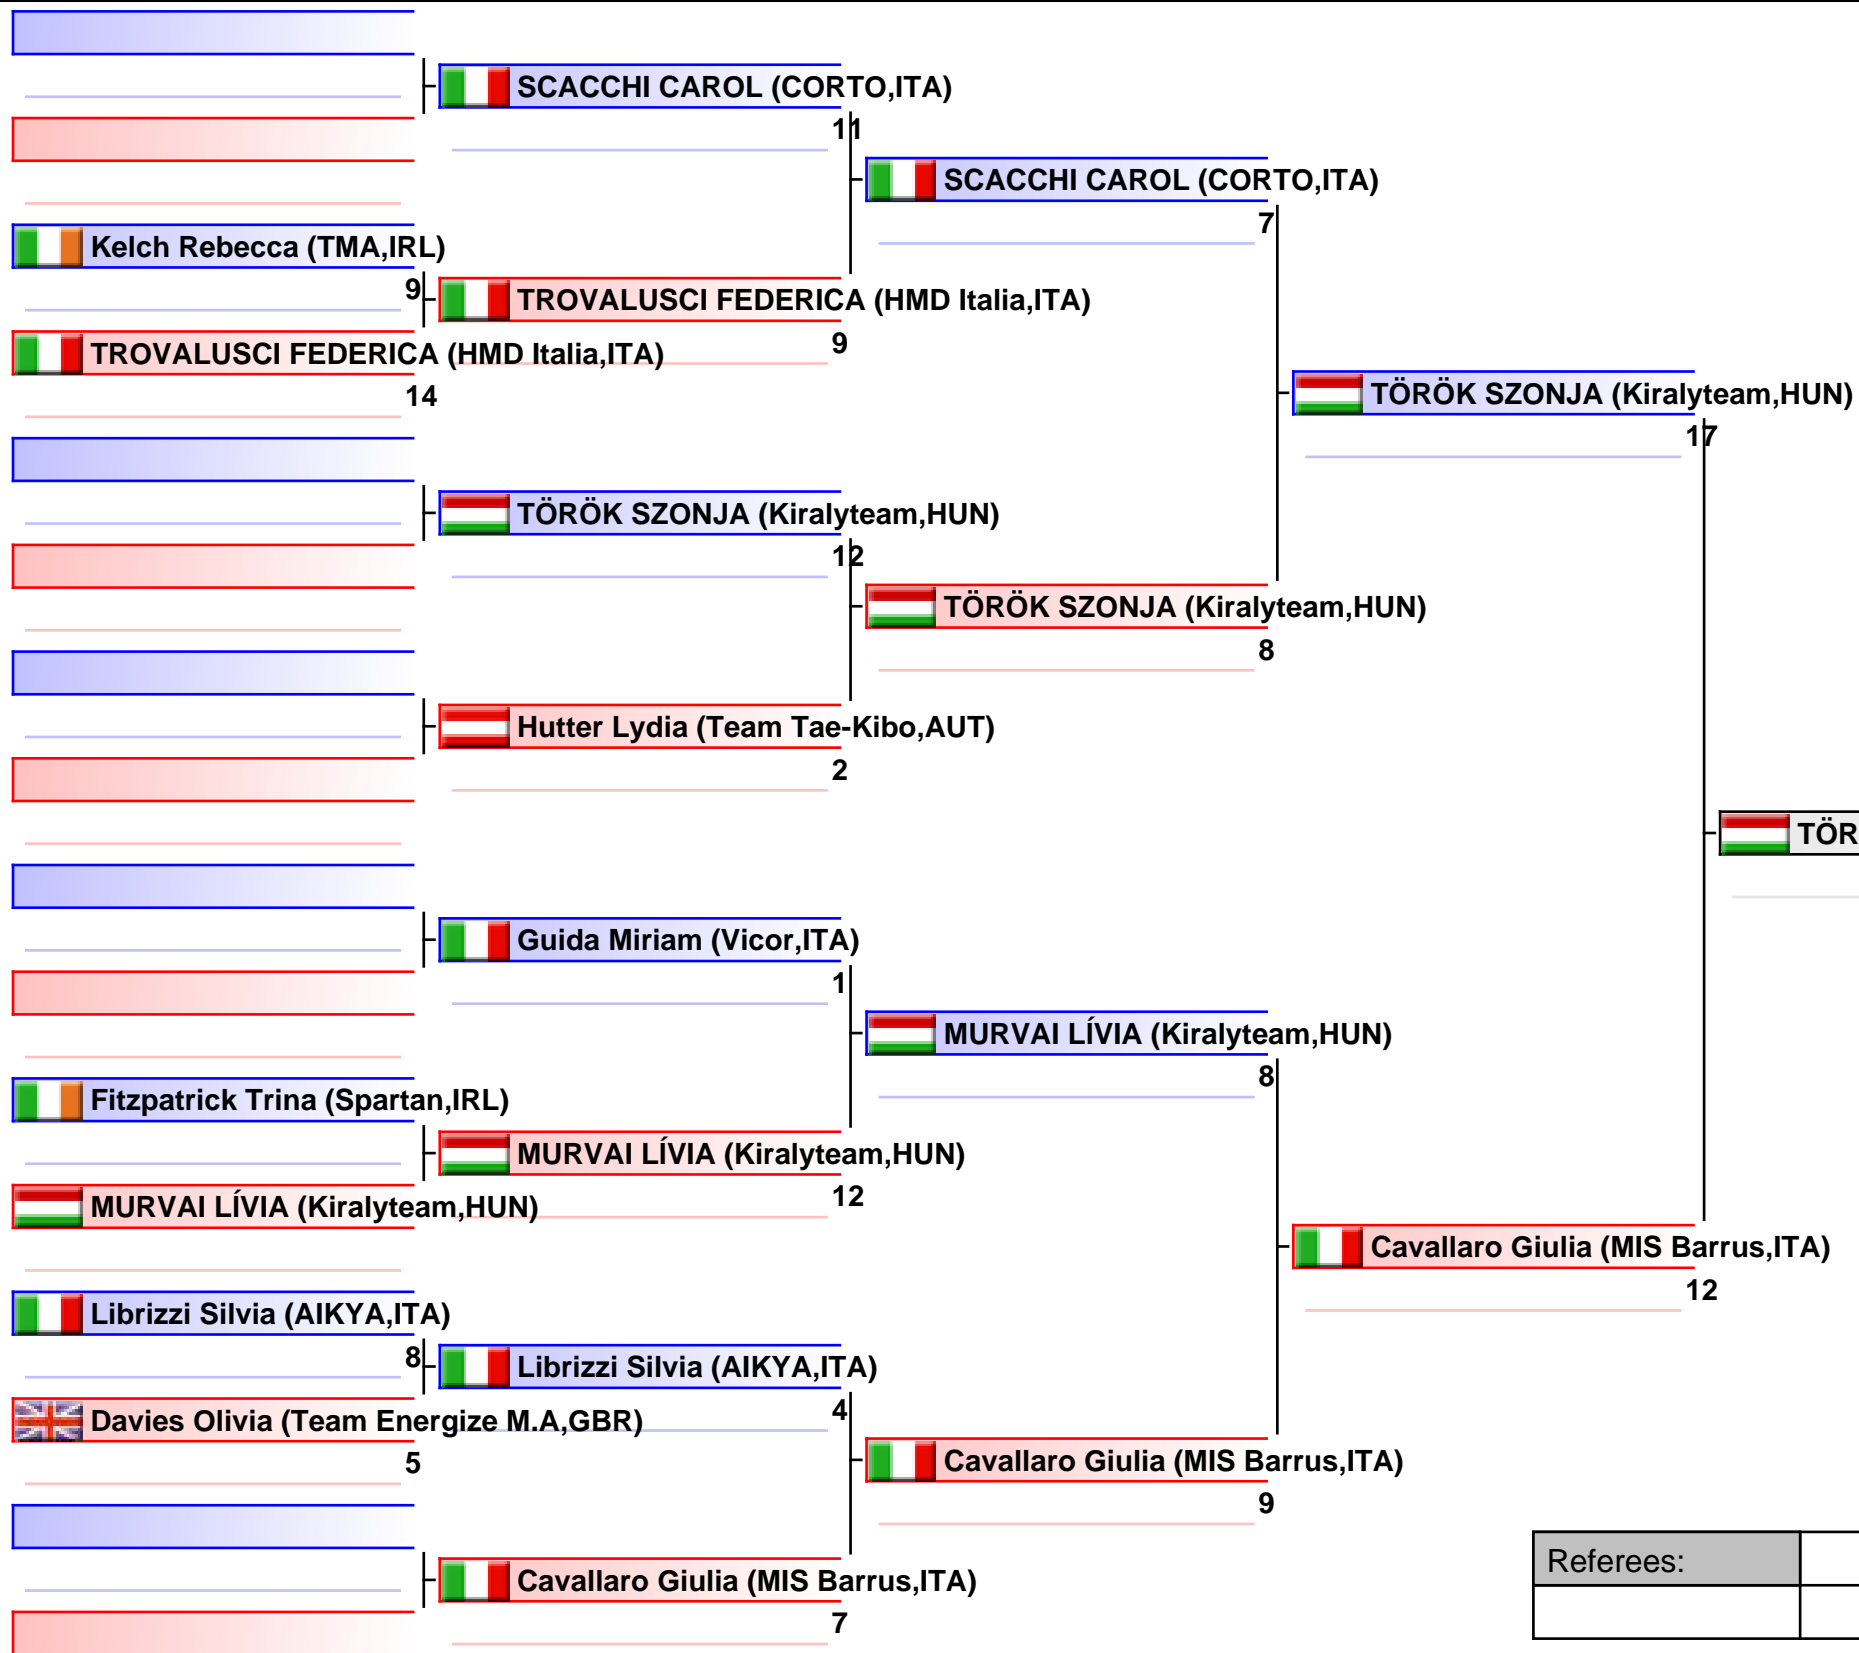 SCACCHI CAROL (CORTO,ITA)
11
SCACCHI CAROL (CORTO,ITA)
7
Kelch Rebecca (TMA,IRL)
9
TROVALUSCI FEDERICA (HMD Italia,ITA)
9
TROVALUSCI FEDERICA (HMD Italia,ITA)
14
TÖRÖK SZONJA (Kiralyteam,HUN)
17
TÖRÖK SZONJA (Kiralyteam,HUN)
12
TÖRÖK SZONJA (Kiralyteam,HUN)
8
Hutter Lydia (Team Tae-Kibo,AUT)
2
TÖR
Guida Miriam (Vicor,ITA)
1
MURVAI LÍVIA (Kiralyteam,HUN)
8
Fitzpatrick Trina (Spartan,IRL)
MURVAI LÍVIA (Kiralyteam,HUN)
12
MURVAI LÍVIA (Kiralyteam,HUN)
Cavallaro Giulia (MIS Barrus,ITA)
12
Librizzi Silvia (AIKYA,ITA)
8
Librizzi Silvia (AIKYA,ITA)
4
Davies Olivia (Team Energize M.A,GBR)
5
Cavallaro Giulia (MIS Barrus,ITA)
9
Cavallaro Giulia (MIS Barrus,ITA)
7
Referees: